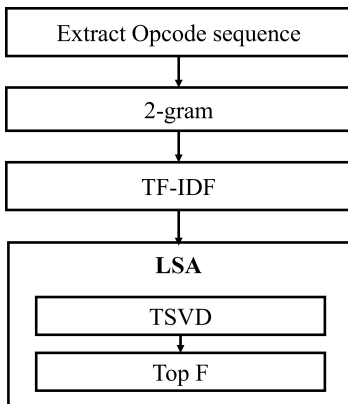 Extract Opcode sequence
2-gram
TF-IDF
LSA
TSVD
Top F